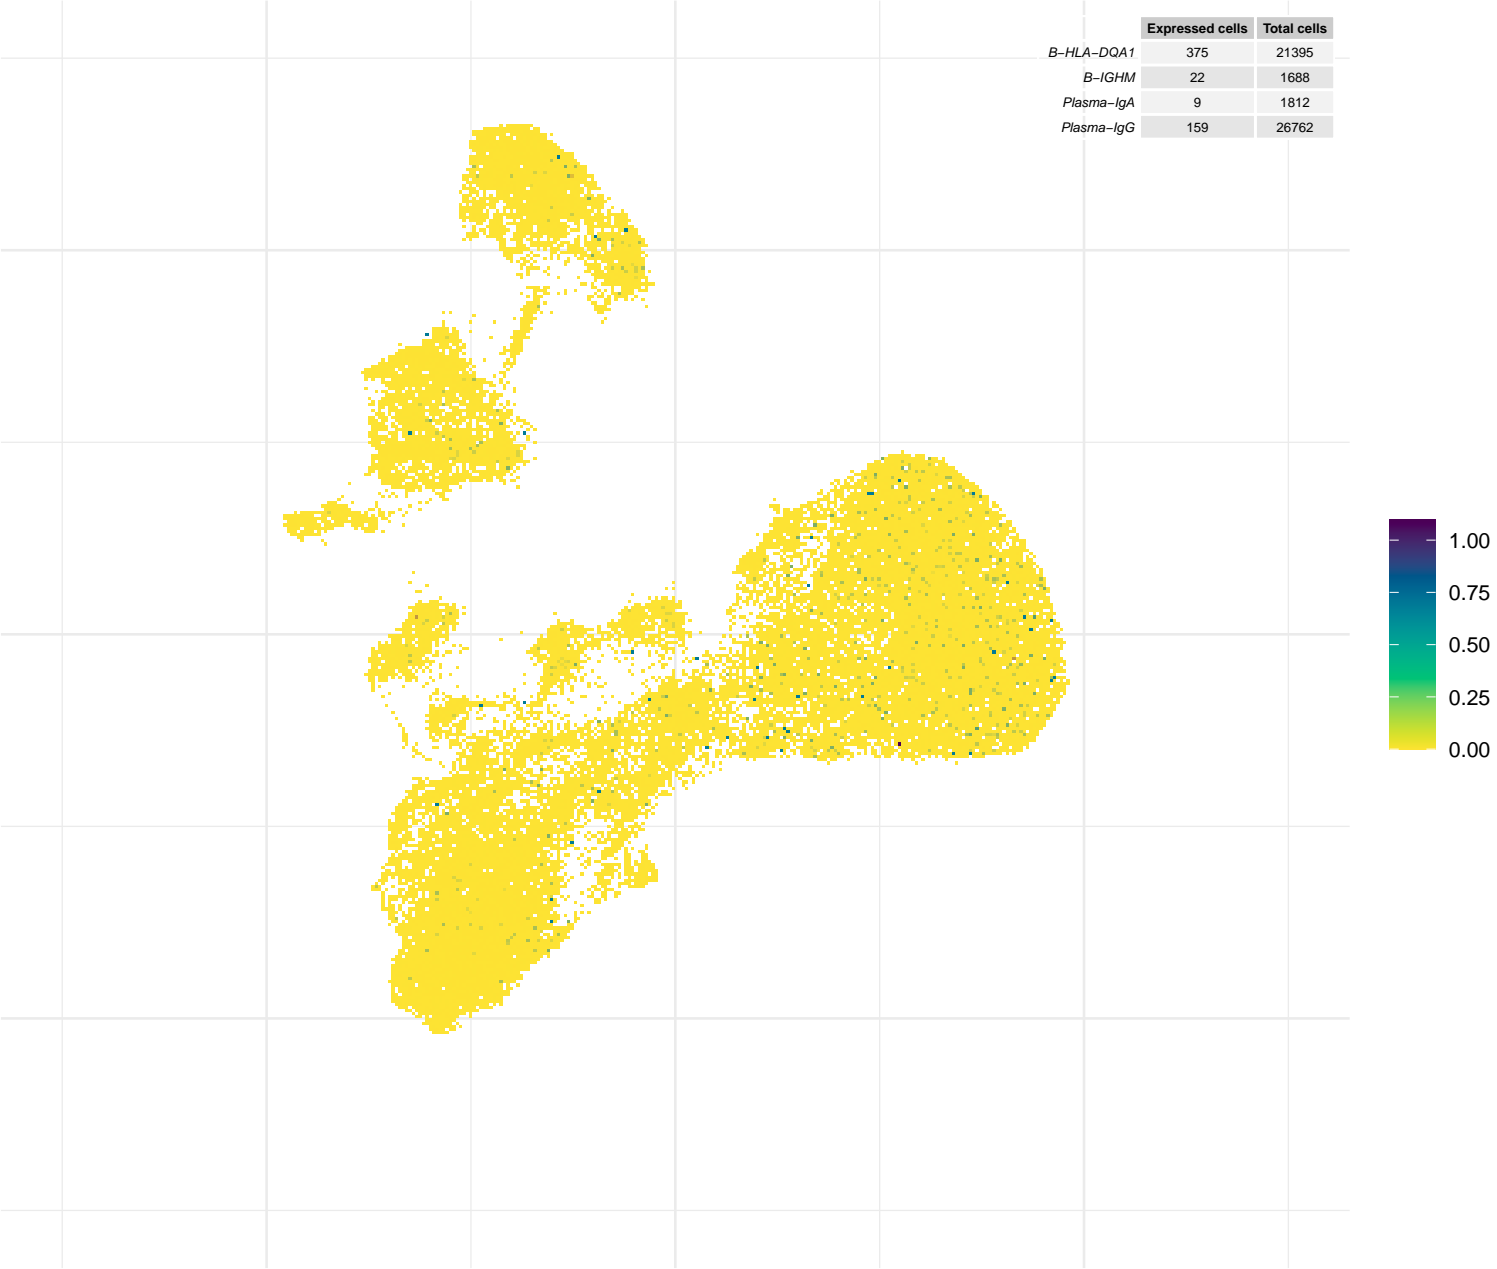 Expressed cells Total cells
B−HLA−DQA1 375 21395
B−IGHM 22 1688
Plasma−IgA 9 1812
Plasma−IgG 159 26762
1.00
0.75
0.50
0.25
0.00